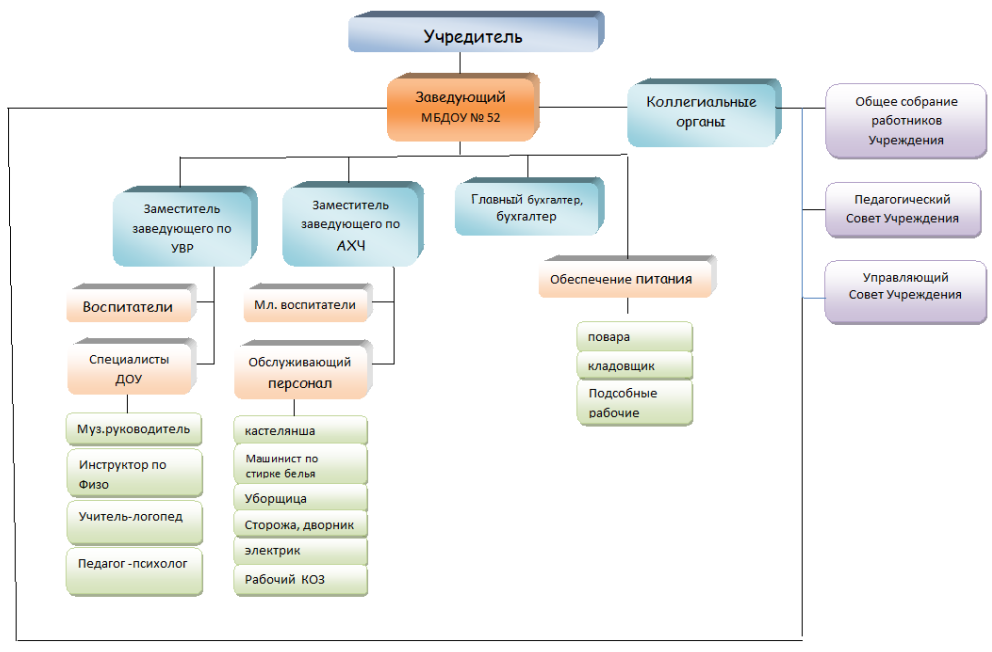 Учредитель
Заведующий
МБДОУ № 52
Коллегиальные
органы
Общее собрание
работников
Учреждения
Педагогический
Совет Учреждения
Управляющий
Совет Учреждения
Заместитель
заведующего по
УВР
Заместитель
заведующего по
АХЧ
Главный бухгалтер,
бухгалтер
Обеспечение питания
Воспитатели
Специалисты
ДОУ
Муз.руководитель
Инструктор по
Физо
Учитель-логопед
Педагог -психолог
Мл. воспитатели
Обслуживающий
персонал
кастелянша
Машинист по
стирке белья
Уборщица
Сторожа, дворник
электрик
Рабочий КОЗ
повара
кладовщик
Подсобные
рабочие